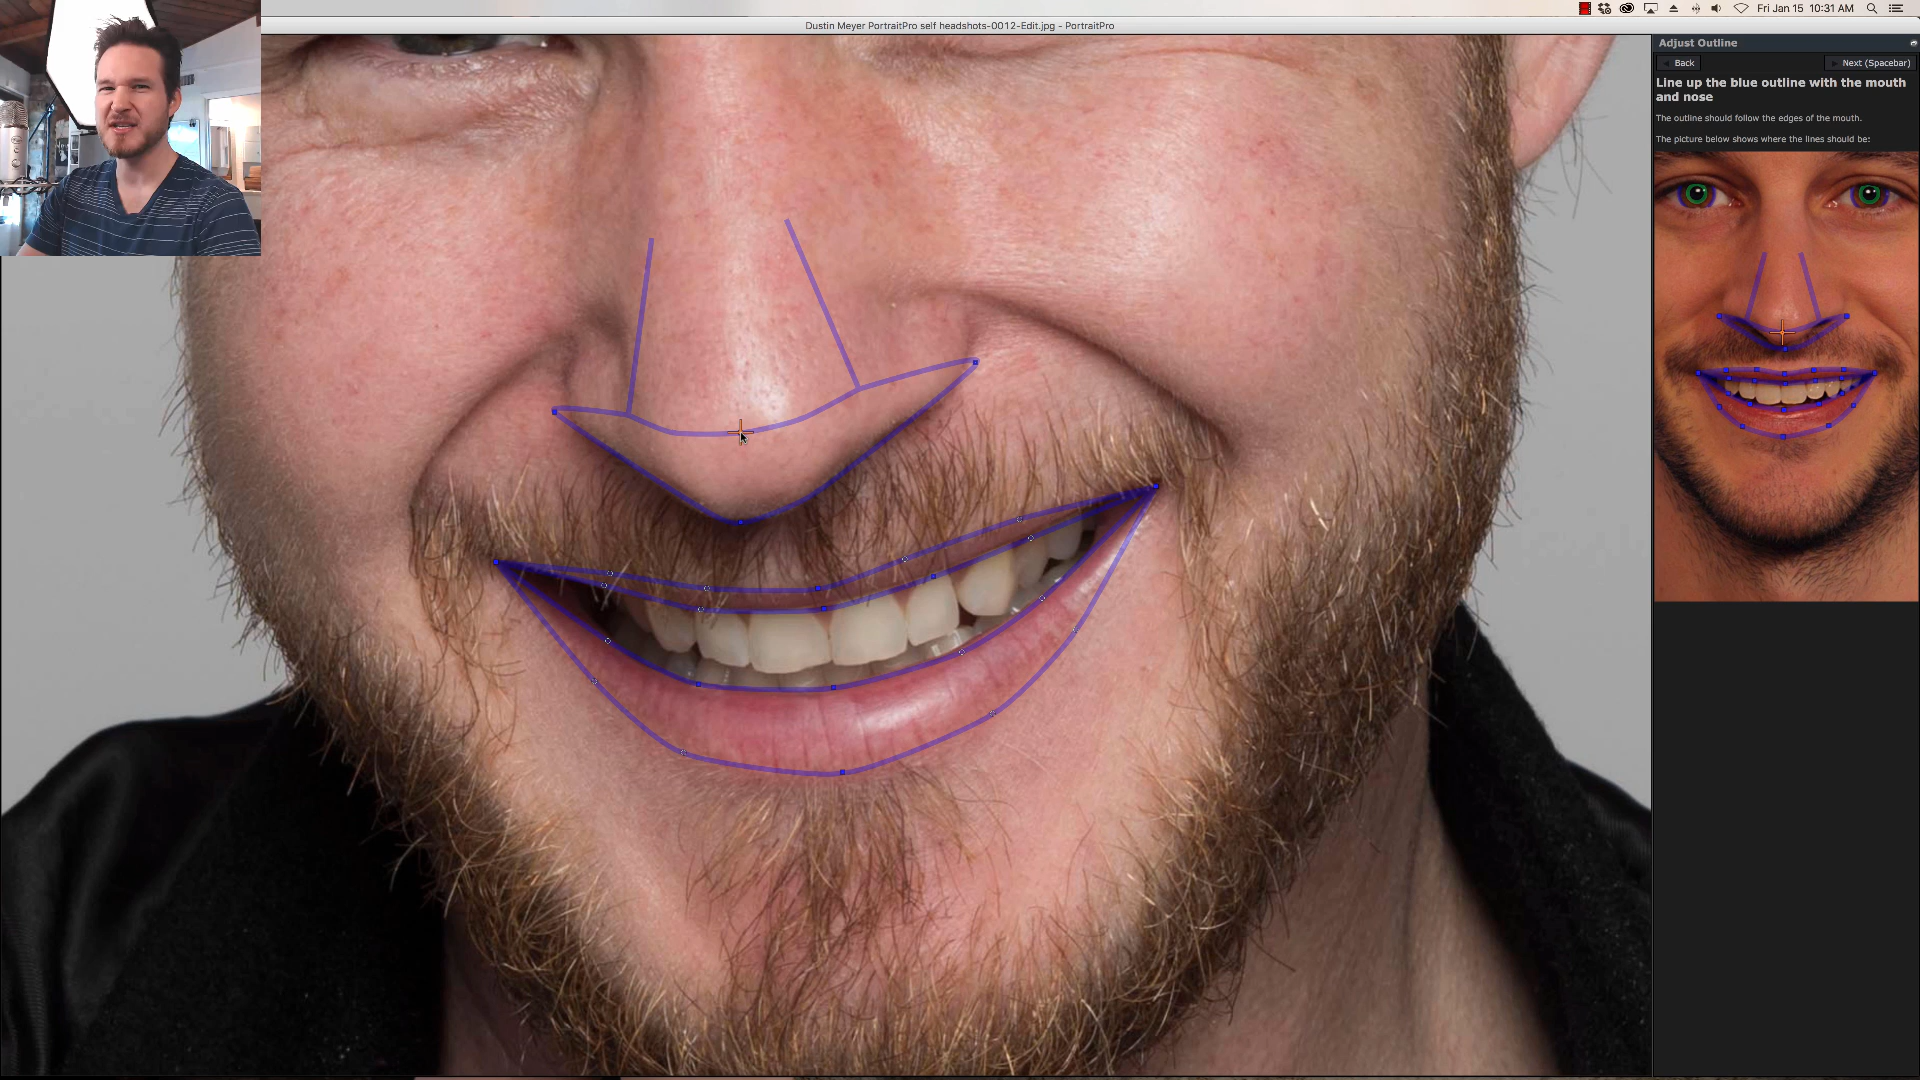 Fri Jan 15 10:31 AM
Dustin Meyer PortraitPro self headshots-0012-Edit.jpg - PortraitPro
Adjust Outline
Back
Next (Spacebar)
Line up the blue outline with the mouth
and nose
The outline should follow the edges of the mouth.
The picture below shows where the lines should be: